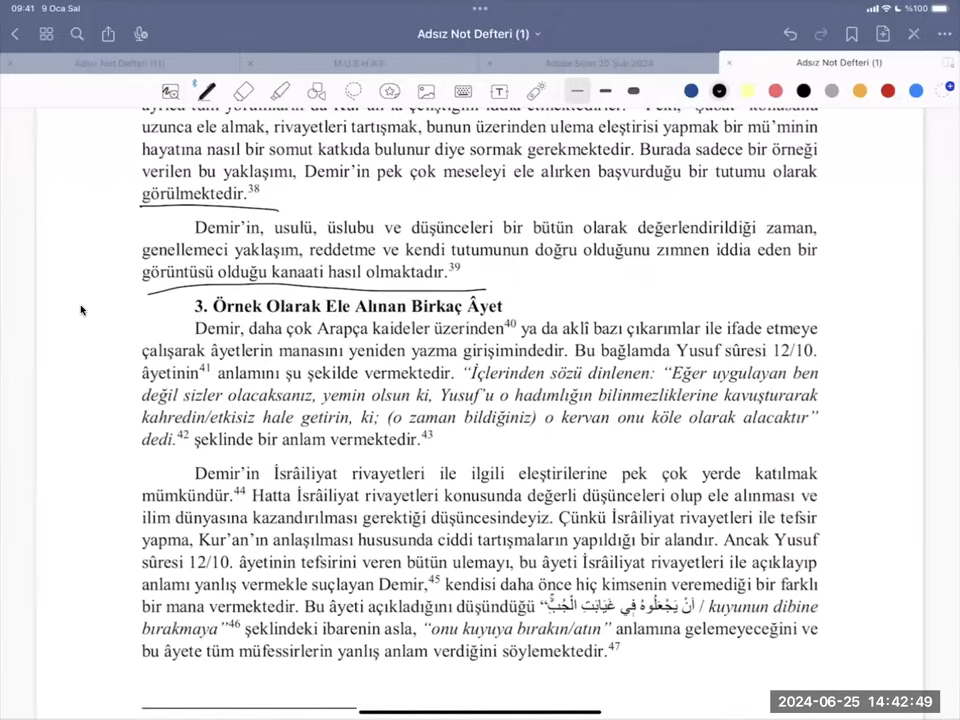 09:41 9 Oca Sal
%100
Adsız Not Defteri (1)
Adsız Not Defteri (1)
M U S H A F
Adsız Not Defteri (1)
T
uzunca ele almak, rivayetleri tartışmak, bunun üzerinden ulema eleştirisi yapmak bir mü’minin
hayatına nasıl bir somut katkıda bulunur diye sormak gerekmektedir. Burada sadece bir örneği
verilen bu yaklaşımı, Demir’in pek çok meseleyi ele alırken başvurduğu bir tutumu olarak
görülmektedir.38
Demir’in, usulü, üslubu ve düşünceleri bir bütün olarak değerlendirildiği zaman,
genellemeci yaklaşım, reddetme ve kendi tutumunun doğru olduğunu zımnen iddia eden bir
görüntüsü olduğu kanaati hasıl olmaktadır.39
3. Örnek Olarak Ele Alınan Birkaç Âyet
Demir, daha çok Arapça kaideler üzerinden40 ya da aklî bazı çıkarımlar ile ifade etmeye
çalışarak âyetlerin manasını yeniden yazma girişimindedir. Bu bağlamda Yusuf sûresi 12/10.
âyetinin41 anlamını şu şekilde vermektedir. “İçlerinden sözü dinlenen: “Eğer uygulayan ben
değil sizler olacaksanız, yemin olsun ki, Yusuf’u o hadımlığın bilinmezliklerine kavuşturarak
kahredin/etkisiz hale getirin, ki; (o zaman bildiğiniz) o kervan onu köle olarak alacaktır”
dedi.42 şeklinde bir anlam vermektedir.43
Demir’in İsrâiliyat rivayetleri ile ilgili eleştirilerine pek çok yerde katılmak
mümkündür.44 Hatta İsrâiliyat rivayetleri konusunda değerli düşünceleri olup ele alınması ve
ilim dünyasına kazandırılması gerektiği düşüncesindeyiz. Çünkü İsrâiliyat rivayetleri ile tefsir
yapma, Kur’an’ın anlaşılması hususunda ciddi tartışmaların yapıldığı bir alandır. Ancak Yusuf
sûresi 12/10. âyetinin tefsirini veren bütün ulemayı, bu âyeti İsrâiliyat rivayetleri ile açıklayıp
anlamı yanlış vermekle suçlayan Demir,45 kendisi daha önce hiç kimsenin veremediği bir farklı
bir mana vermektedir. Bu âyeti açıkladığını düşündüğü “أَنْ يَجْعَلُوهُ فِي غَيَابَتِ الْجُبِّ / kuyunun dibine
bırakmaya”46 şeklindeki ibarenin asla, “onu kuyuya bırakın/atın” anlamına gelemeyeceğini ve
bu âyete tüm müfessirlerin yanlış anlam verdiğini söylemektedir.47
2024-06-25 14:42:49